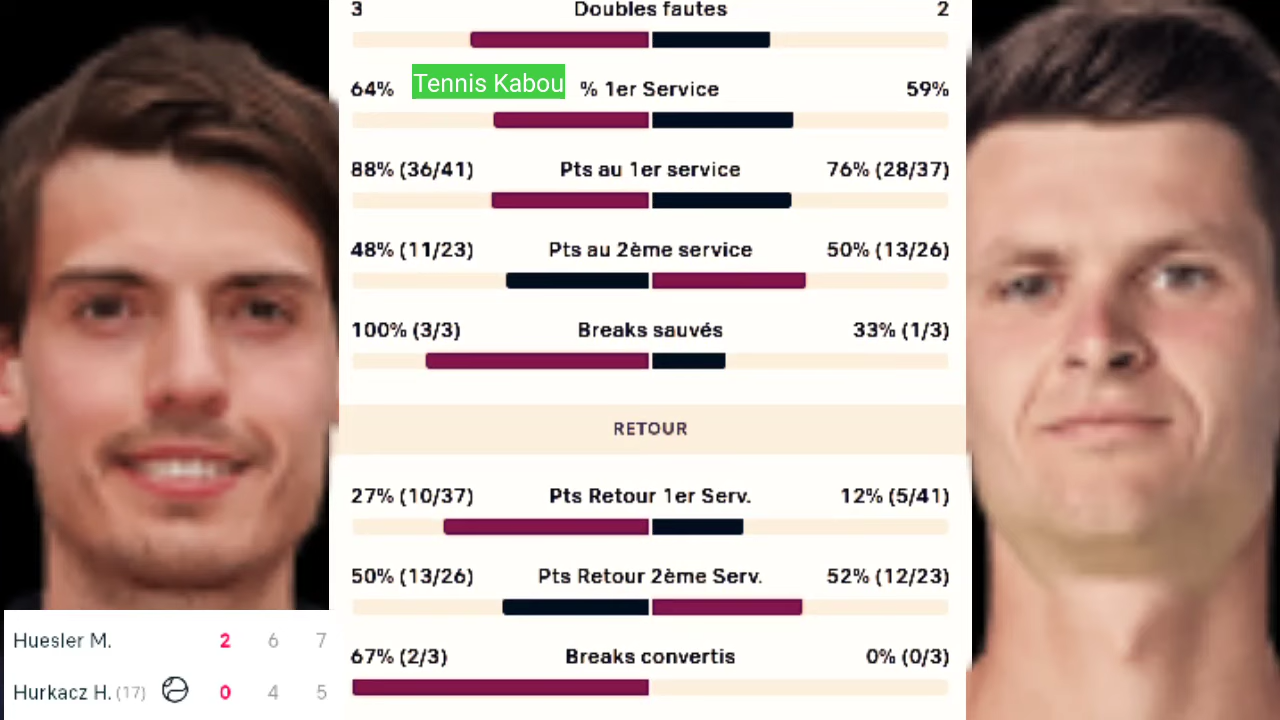 3 Doubles fautes 2
64% Tennis Kabou % 1er Service 59%
88% (36/41) Pts au 1er service 76% (28/37)
48% (11/23) Pts au 2ème service 50% (13/26)
100% (3/3) Breaks sauvés 33% (1/3)
RETOUR
27% (10/37) Pts Retour 1er Serv. 12% (5/41)
50% (13/26) Pts Retour 2ème Serv. 52% (12/23)
67% (2/3) Breaks convertis 0% (0/3)
Huesler M. 2 6 7
Hurkacz H. (17) 0 4 5